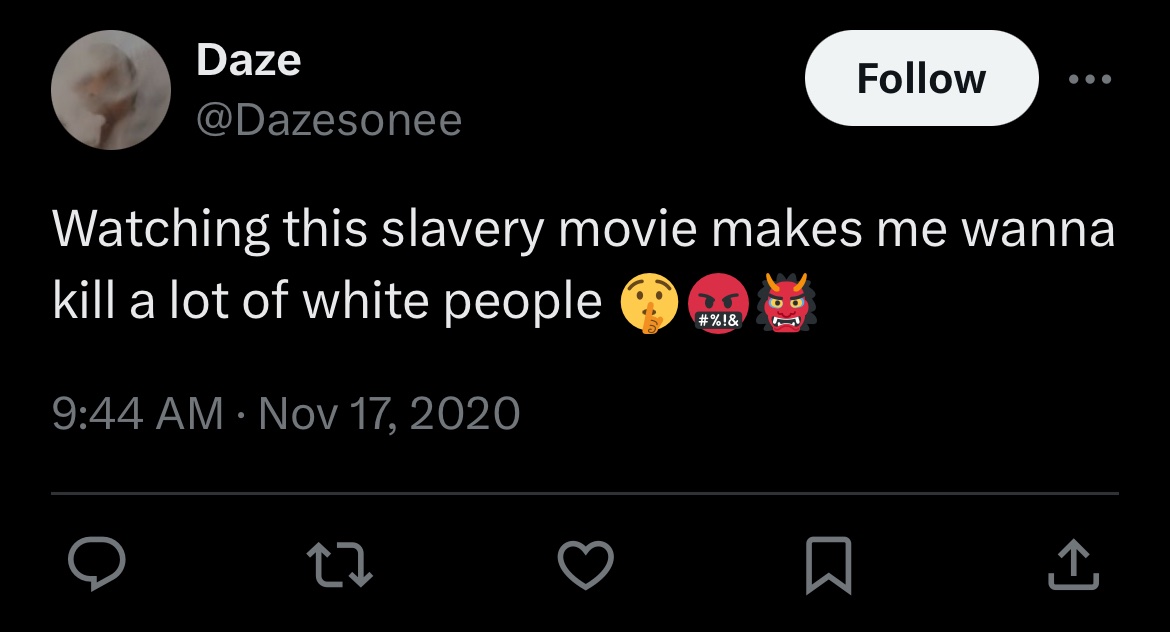 Daze
@Dazesonee
Follow
Watching this slavery movie makes me wanna
kill a lot of white people 🤫🤬👹
9:44 AM · Nov 17, 2020